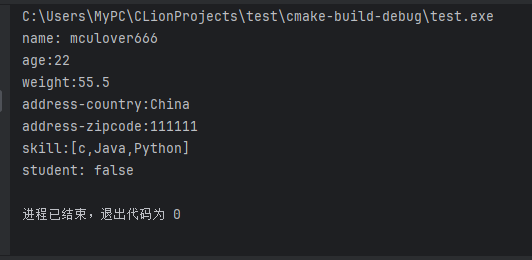 C:\Users\MyPC\CLionProjects\test\cmake-build-debug\test.exe
name: mculover666
age:22
weight:55.5
address-country:China
address-zipcode:111111
skill:[c,Java,Python]
student: false
进程已结束，退出代码为 0